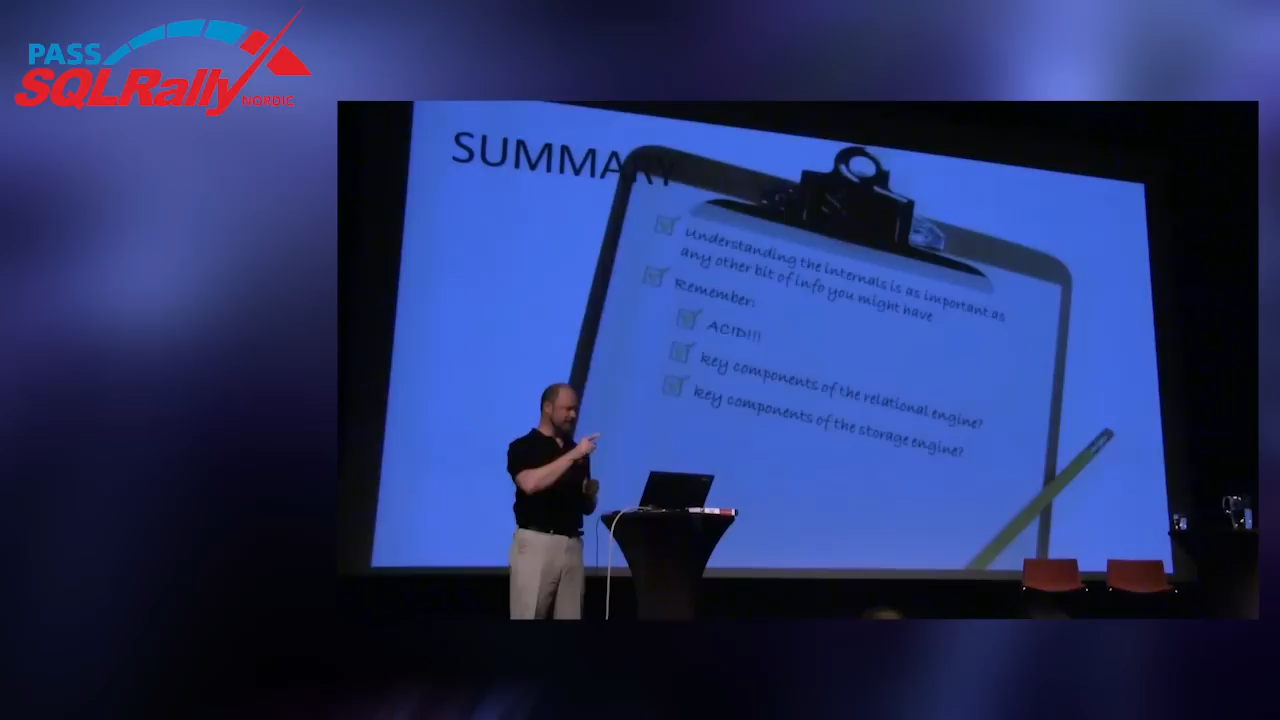 PASS
SQLRally
NORDIC
SUMMARY
Understanding the internals is as important as
any other bit of info you might have
Remember:
ACID!!!
key components of the relational engine?
key components of the storage engine?